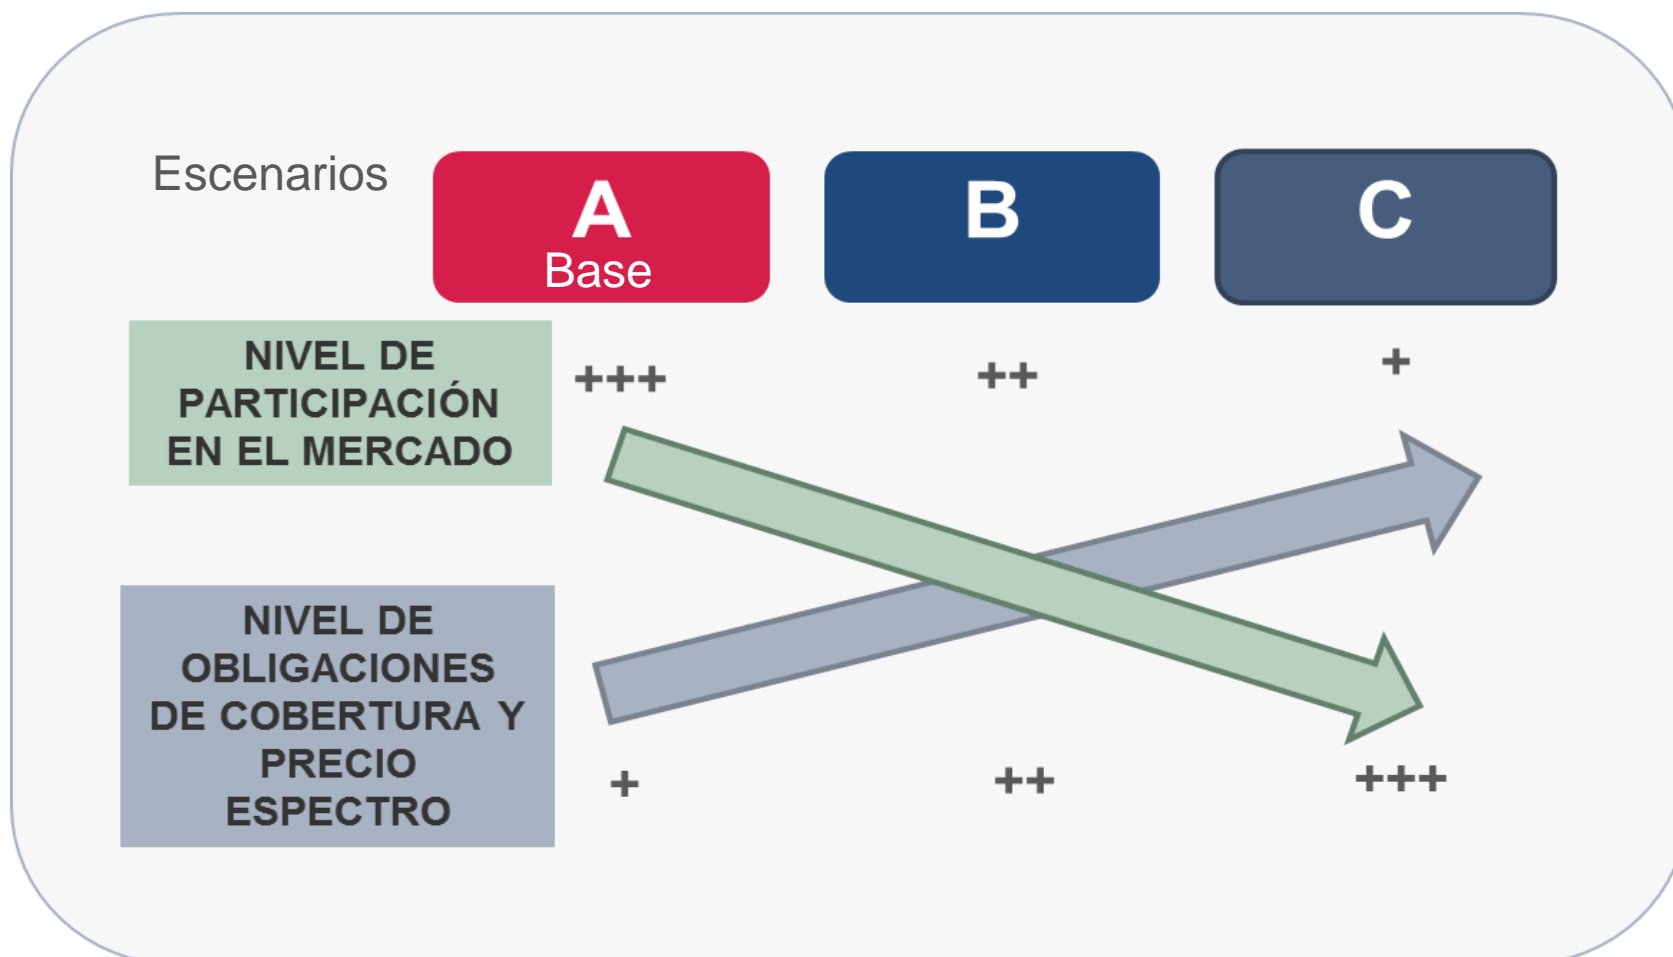 Escenarios
A
Base
B
C
NIVEL DE
PARTICIPACIÓN
EN EL MERCADO
+++
++
+
NIVEL DE
OBLIGACIONES
DE COBERTURA Y
PRECIO
ESPECTRO
+
++
+++